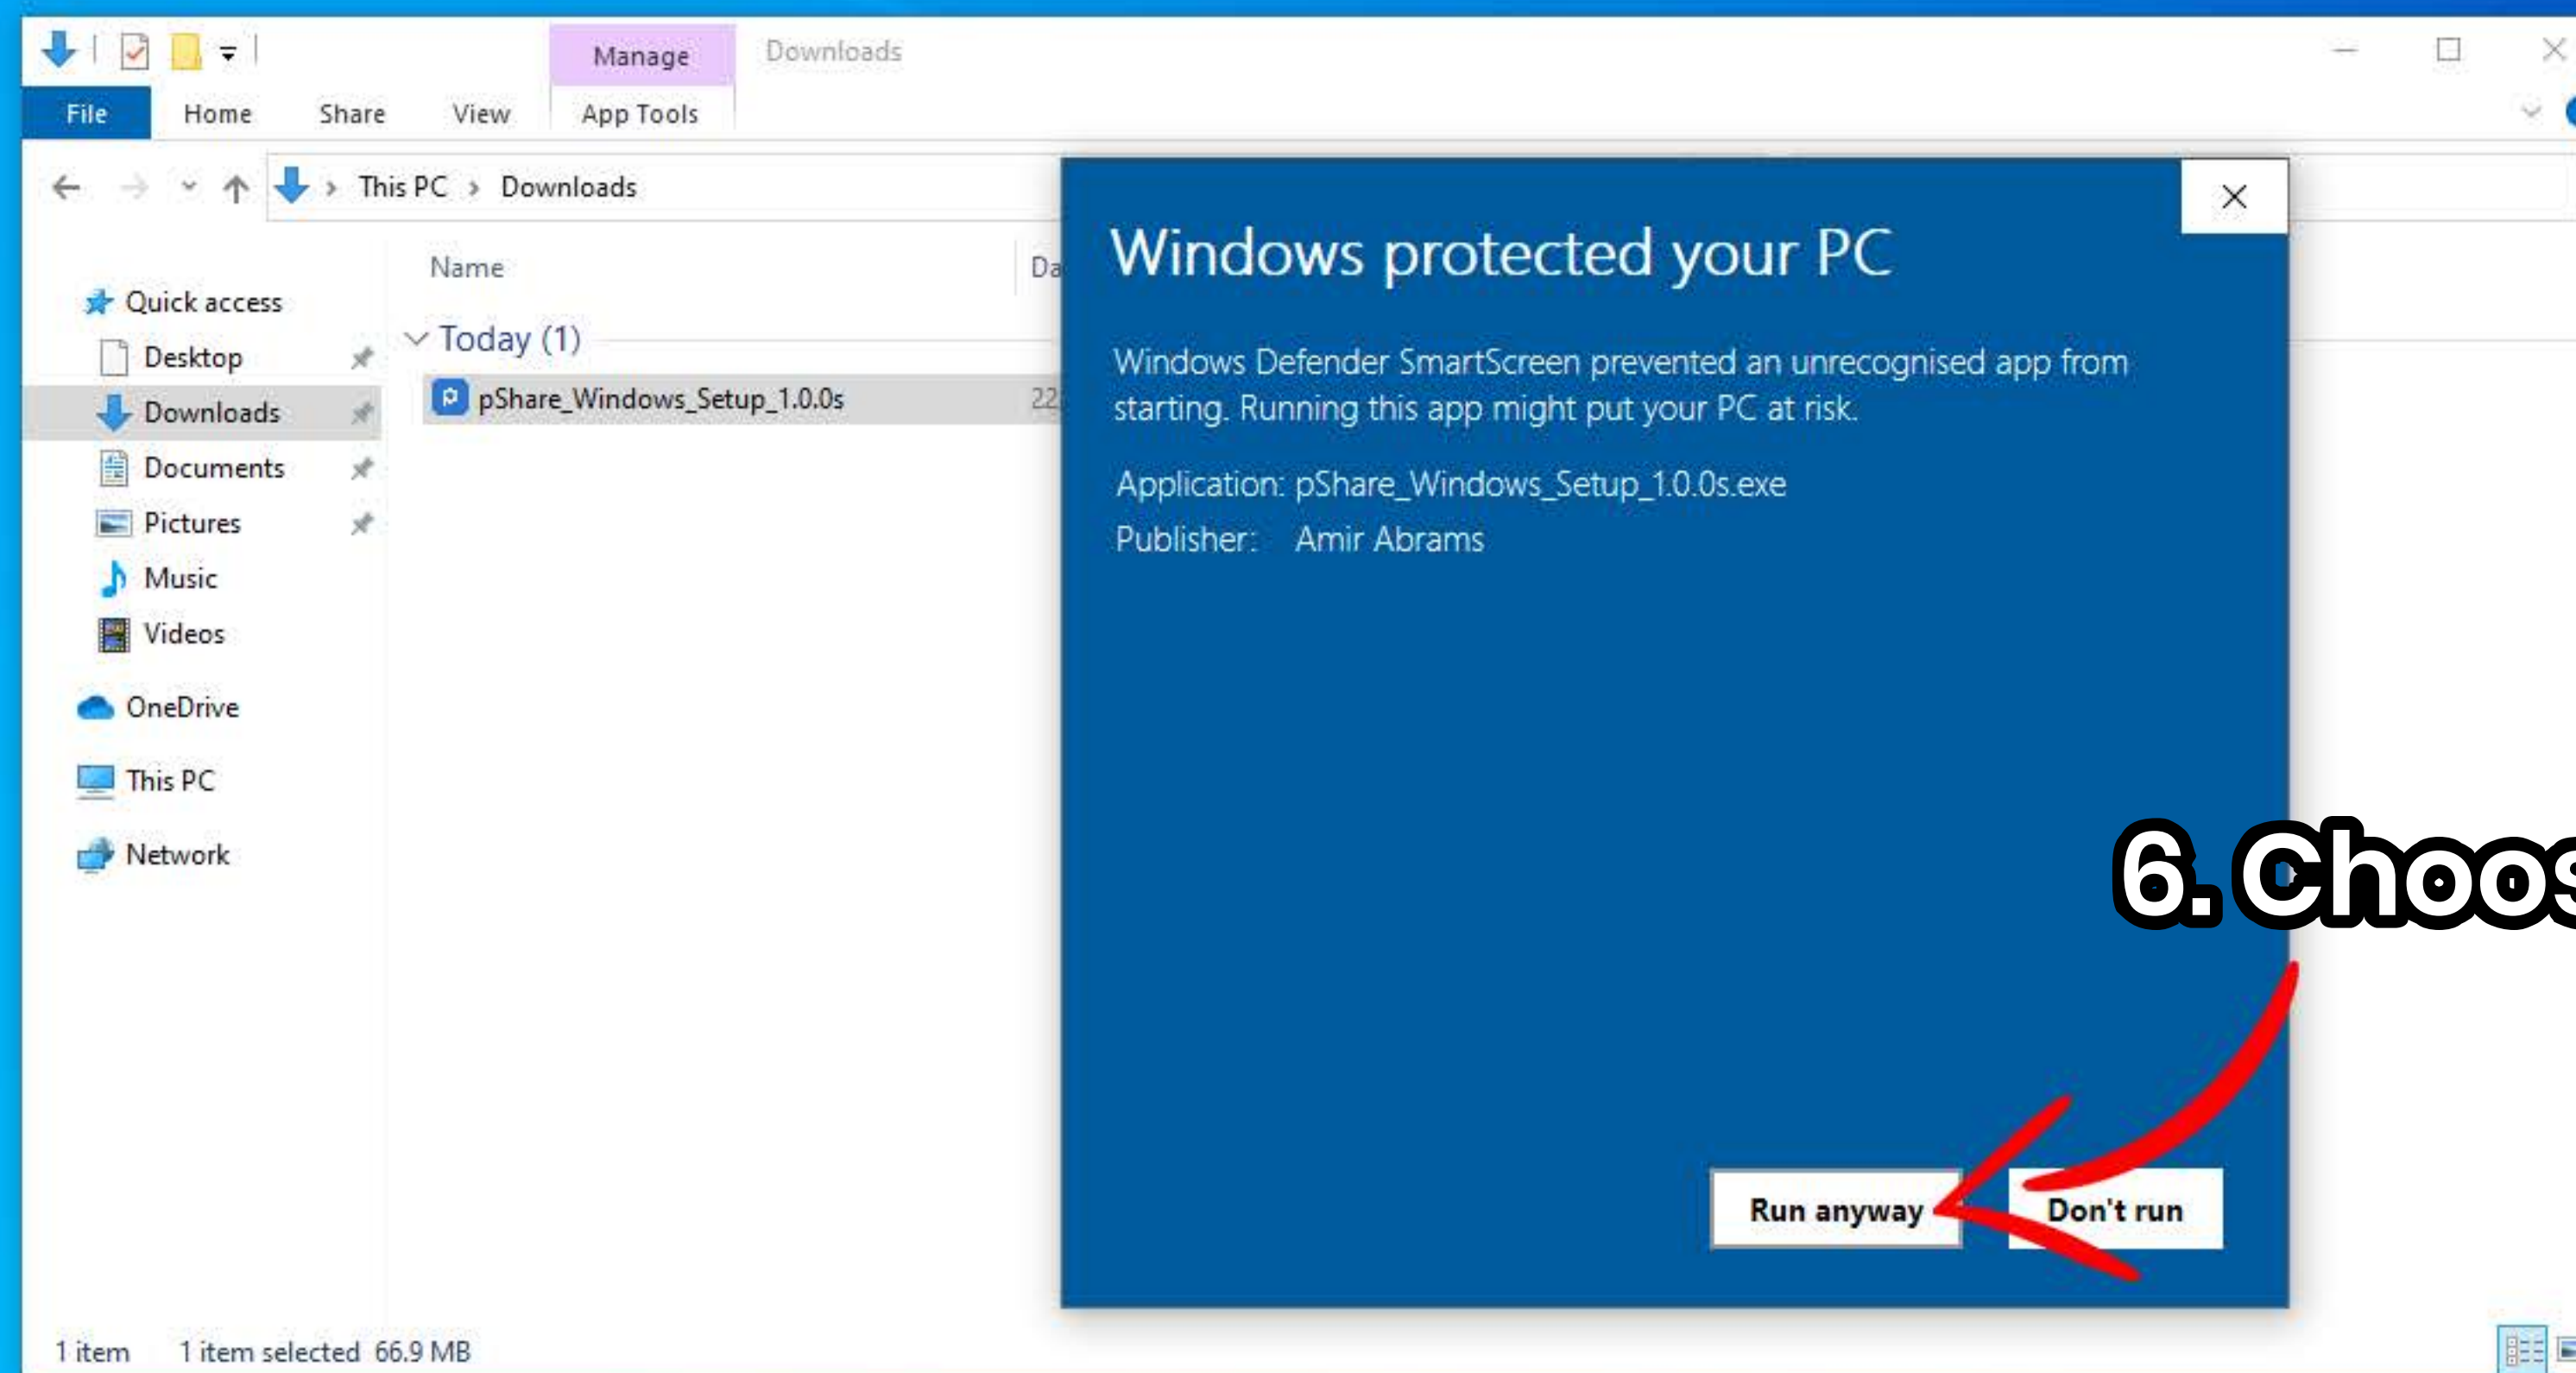 Manage
Downloads
File
Home
Share
View
App Tools
This PC
Downloads
Name
Quick access
Desktop
Downloads
Documents
Pictures
Music
Videos
OneDrive
This PC
Network
Today (1)
pShare_Windows_Setup_1.0.0s
22
Da
Windows protected your PC
Windows Defender SmartScreen prevented an unrecognised app from
starting. Running this app might put your PC at risk.
Application: pShare_Windows_Setup_1.0.0s.exe
Publisher: Amir Abrams
6. Choos
Run anyway
Don't run
1 item
1 item selected 66.9 MB